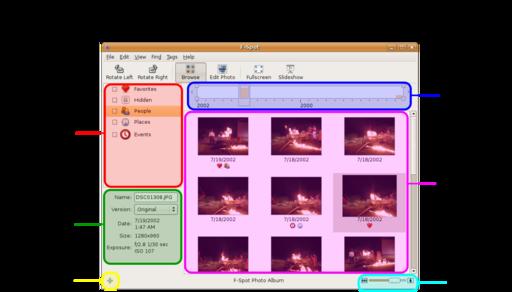 F-Spot
File Edit View Find Tags Help
Rotate Left Rotate Right Browse Edit Photo Fullscreen Slideshow
Favorites
Hidden
People
Places
Events
2002 2000
7/19/2002 7/18/2002 7/18/2002
7/18/2002 7/18/2002 7/18/2002
Name: DSC01308.JPG
Version: Original
Date: 7/19/2002
1:47 AM
Size: 1280x960
Exposure: f/2.8 1/30 sec
ISO 107
F-Spot Photo Album